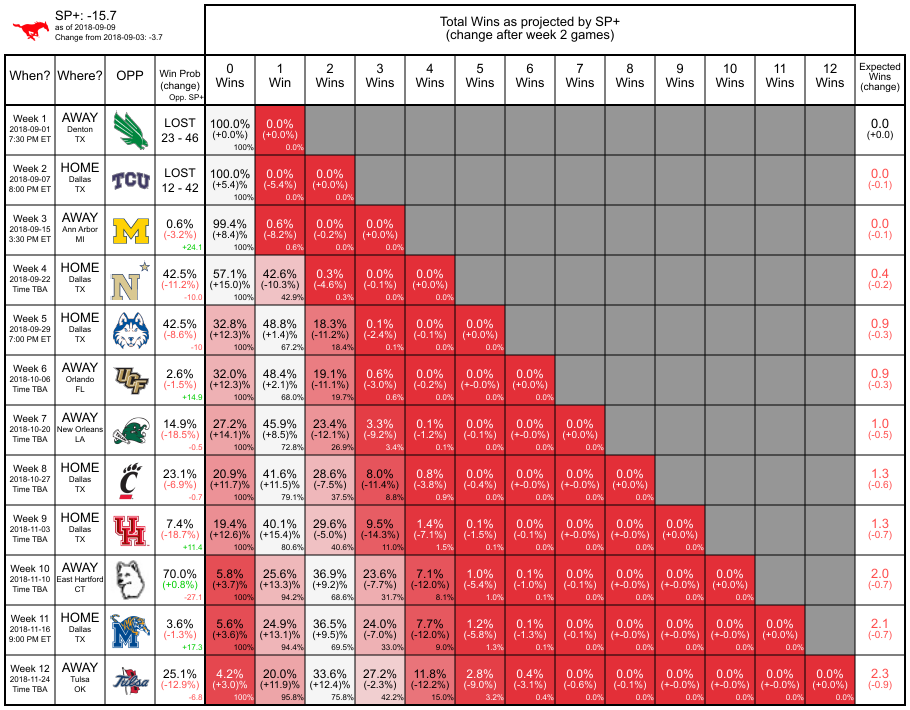 SP+: -15.7
as of 2018-09-09
Change from 2018-09-03: -3.7
Total Wins as projected by SP+
(change after week 2 games)
When? Where? OPP Win Prob (change) Opp. SP+ 0 Wins 1 Win 2 Wins 3 Wins 4 Wins 5 Wins 6 Wins 7 Wins 8 Wins 9 Wins 10 Wins 11 Wins 12 Wins Expected Wins (change)
Week 1 AWAY LOST 100.0% 0.0% 0.0
2018-09-01 Denton 23 - 46 (+0.0%) (+0.0%) (+0.0)
7:30 PM ET TX 100% 0.0%
Week 2 HOME LOST 100.0% 0.0% 0.0% 0.0
2018-09-07 Dallas 12 - 42 (+5.4)% (-5.4% (+0.0%) (-0.1)
8:00 PM ET TX TCU 100% 0.0% 0.0%
Week 3 AWAY M 0.6% 99.4% 0.6% 0.0% 0.0% 0.0
2018-09-15 Ann Arbor (-3.2%) (+8.4)% (-8.2%) (-0.2%) (+0.0%) (-0.1)
3:30 PM ET MI +24.1 100% 0.6% 0.0% 0.0%
Week 4 HOME N 42.5% 57.1% 42.6% 0.3% 0.0% 0.0% 0.4
2018-09-22 Dallas (-11.2%) (+15.0)% (-10.3%) (-4.6%) (-0.1%) (+0.0%) (-0.2)
Time TBA TX -10.0 100% 42.9% 0.3% 0.0% 0.0%
Week 5 HOME 42.5% 32.8% 48.8% 18.3% 0.1% 0.0% 0.0% 0.9
2018-09-29 Dallas (-8.6%) (+12.3)% (+1.4)% (-11.2%) (-2.4%) (-0.1%) (+0.0%) (-0.3)
7:00 PM ET TX -10 100% 67.2% 18.4% 0.1% 0.0% 0.0%
Week 6 AWAY UCF 2.6% 32.0% 48.4% 19.1% 0.6% 0.0% 0.0% 0.0% 0.9
2018-10-06 Orlando (-1.5%) (+12.3)% (+2.1)% (-11.1%) (-3.0%) (-0.2%) (+-0.0%) (+0.0%) (-0.3)
Time TBA FL +14.9 100% 68.0% 19.7% 0.6% 0.0% 0.0% 0.0%
Week 7 AWAY 14.9% 27.2% 45.9% 23.4% 3.3% 0.1% 0.0% 0.0% 0.0% 1.0
2018-10-20 New Orleans (-18.5%) (+14.1)% (+8.5)% (-12.1%) (-9.2%) (-1.2%) (-0.1%) (+-0.0%) (+0.0%) (-0.5)
Time TBA LA -0.5 100% 72.8% 26.9% 3.4% 0.1% 0.0% 0.0% 0.0%
Week 8 HOME C 23.1% 20.9% 41.6% 28.6% 8.0% 0.8% 0.0% 0.0% 0.0% 0.0% 1.3
2018-10-27 Dallas (-6.9%) (+11.7)% (+11.5)% (-7.5%) (-11.4%) (-3.8%) (-0.4%) (+-0.0%) (+-0.0%) (+0.0%) (-0.6)
Time TBA TX -0.7 100% 79.1% 37.5% 8.8% 0.9% 0.0% 0.0% 0.0% 0.0%
Week 9 HOME UH 7.4% 19.4% 40.1% 29.6% 9.5% 1.4% 0.1% 0.0% 0.0% 0.0% 0.0% 1.3
2018-11-03 Dallas (-18.7%) (+12.6)% (+15.4)% (-5.0%) (-14.3%) (-7.1%) (-1.5%) (-0.1%) (+-0.0%) (+-0.0%) (+0.0%) (-0.7)
Time TBA TX +11.4 100% 80.6% 40.6% 11.0% 1.5% 0.1% 0.0% 0.0% 0.0% 0.0%
Week 10 AWAY 70.0% 5.8% 25.6% 36.9% 23.6% 7.1% 1.0% 0.1% 0.0% 0.0% 0.0% 0.0% 2.0
2018-11-10 East Hartford (+0.8%) (+3.7)% (+13.3)% (+9.2)% (-7.7%) (-12.0%) (-5.4%) (-1.0%) (-0.1%) (+-0.0%) (+-0.0%) (+0.0%) (-0.7)
Time TBA CT -27.1 100% 94.2% 68.6% 31.7% 8.1% 1.0% 0.1% 0.0% 0.0% 0.0% 0.0%
Week 11 HOME M 3.6% 5.6% 24.9% 36.5% 24.0% 7.7% 1.2% 0.1% 0.0% 0.0% 0.0% 0.0% 0.0% 2.1
2018-11-16 Dallas (-1.3%) (+3.6)% (+13.1)% (+9.5)% (-7.0%) (-12.0%) (-5.8%) (-1.3%) (-0.1%) (+-0.0%) (+-0.0%) (+-0.0%) (+0.0%) (-0.7)
9:00 PM ET TX +17.3 100% 94.4% 69.5% 33.0% 9.0% 1.3% 0.1% 0.0% 0.0% 0.0% 0.0% 0.0%
Week 12 AWAY Tulsa 25.1% 4.2% 20.0% 33.6% 27.2% 11.8% 2.8% 0.4% 0.0% 0.0% 0.0% 0.0% 0.0% 0.0% 2.3
2018-11-24 Tulsa (-12.9%) (+3.0)% (+11.9)% (+12.4)% (-2.3%) (-12.2%) (-9.0%) (-3.1%) (-0.6%) (-0.1%) (+-0.0%) (+-0.0%) (+-0.0%) (+0.0%) (-0.9)
Time TBA OK -6.8 100% 95.8% 75.8% 42.2% 15.0% 3.2% 0.4% 0.0% 0.0% 0.0% 0.0% 0.0% 0.0%